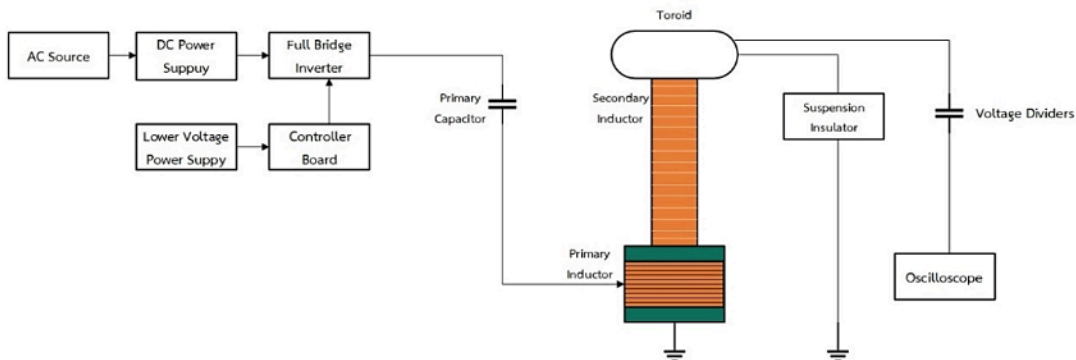 Toroid
AC Source
DC Power
Suppuy
Full Bridge
Inverter
Primary
Capacitor
Secondary
Inductor
Suspension
Insulator
Voltage Dividers
Lower Voltage
Power Suppy
Controller
Board
Primary
Inductor
Oscilloscope